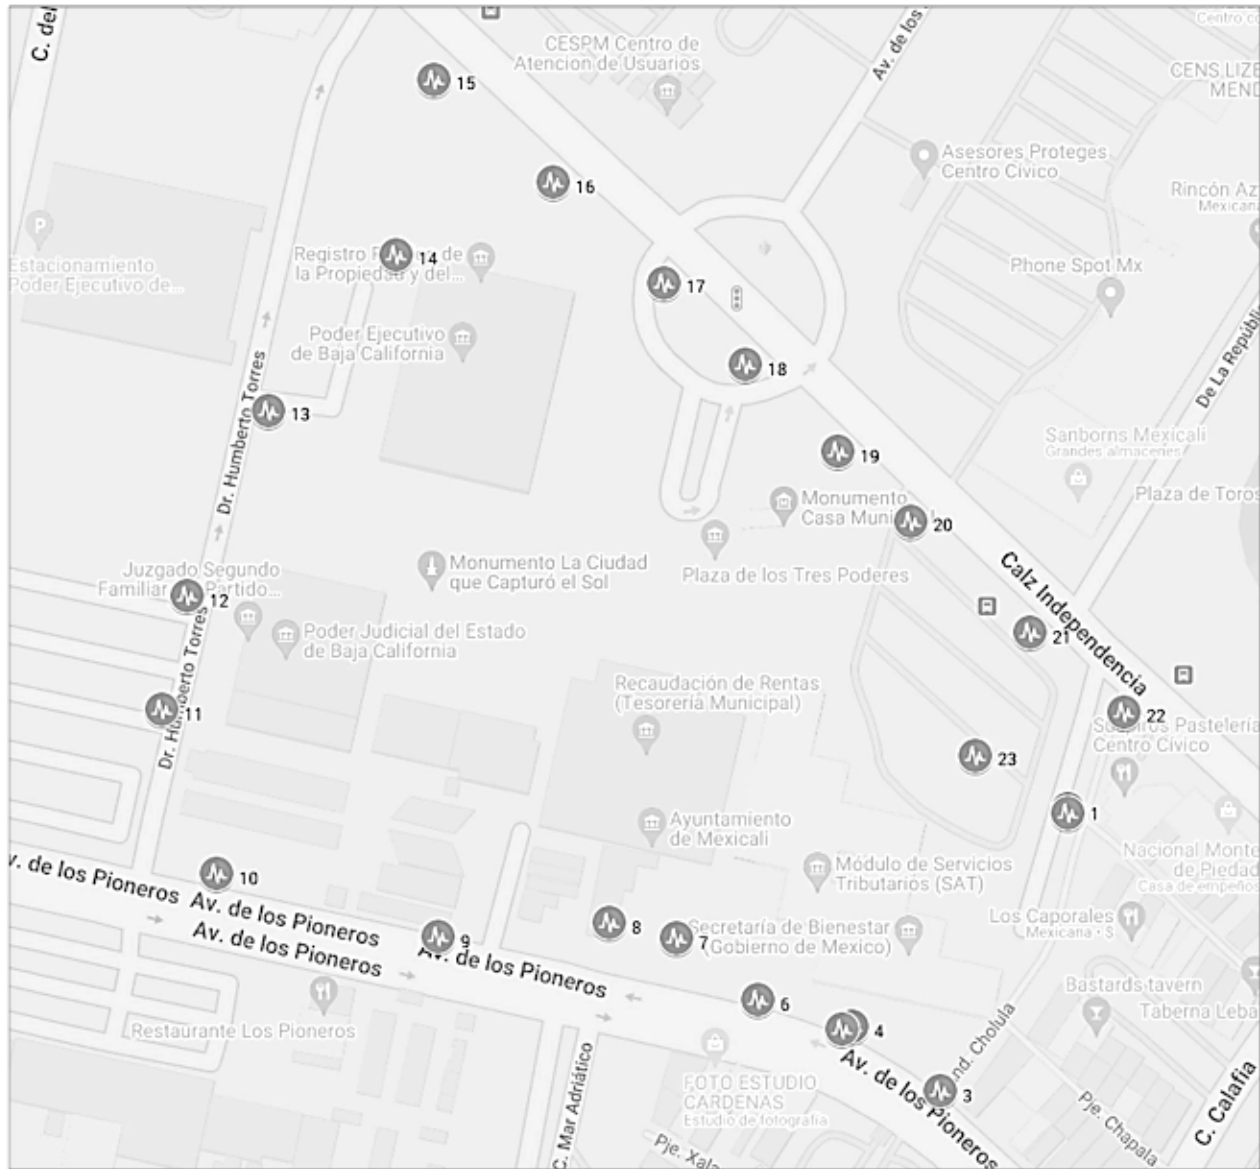 C. del
Centro co
CESPM Centro de
Atencion de Usuarios
Av. de los
CENS.LIZE
MEND
15
Asesores Proteges
Centro Cívico
16
Rincón Az
Mexicana
Registro P de
la Propiedad y del...
14
Estacionamiento
Poder Ejecutivo de...
Phone Spot Mx
17
Poder Ejecutivo
de Baja California
18
De La Repúbli
Dr. Humberto Torres
13
Sanborns Mexicali
Grandes almacenes
19
Plaza de Toros
Monumento
Casa Muni
20
Juzgado Segundo
Familiar Partido...
12
Monumento La Ciudad
que Capturó el Sol
Plaza de los Tres Poderes
Calz Independencia
Poder Judicial del Estado
de Baja California
21
Dr. Humberto Torres
11
Recaudación de Rentas
(Tesorería Municipal)
22
Pastelería
Centro Cívico
23
1
Ayuntamiento
de Mexicali
Nacional Monte
de Piedad
Casa de empeños
Módulo de Servicios
Tributarios (SAT)
v. de los Pioneros
10
Av. de los Pioneros
Av. de los Pioneros
9
Av. de los Pioneros
8
7
Secretaría de Bienestar
(Gobierno de Mexico)
Los Caporales
Mexicana · $
Bastards tavern
Taberna Leba
6
4
Restaurante Los Pioneros
FOTO ESTUDIO
CARDENAS
Estudio de fotografía
C. Mar Adriático
Av. de los Pioneros
nd. Cholula
3
Pje. Chapala
C. Calafia
Pje. Xala